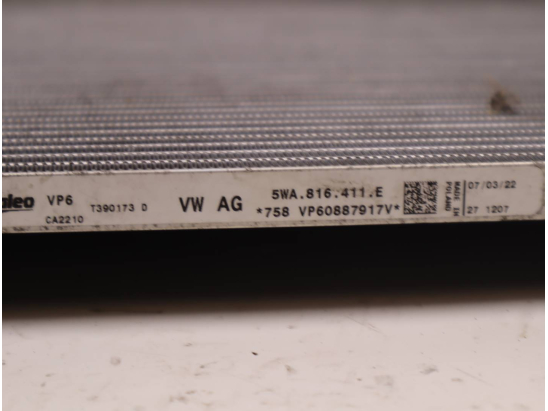 aleo VP6 T390173 D VW AG 5WA.816.411.E
CA2210 *758 VP60887917V*
MADE IN
POLAND
07/03/22
27 1207